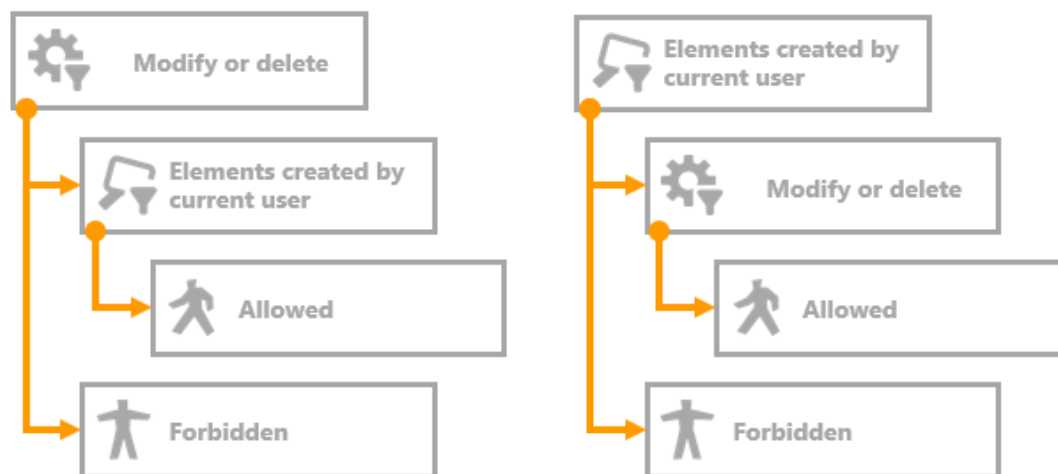 Modify or delete
Elements created by
current user
Allowed
Forbidden
Elements created by
current user
Modify or delete
Allowed
Forbidden